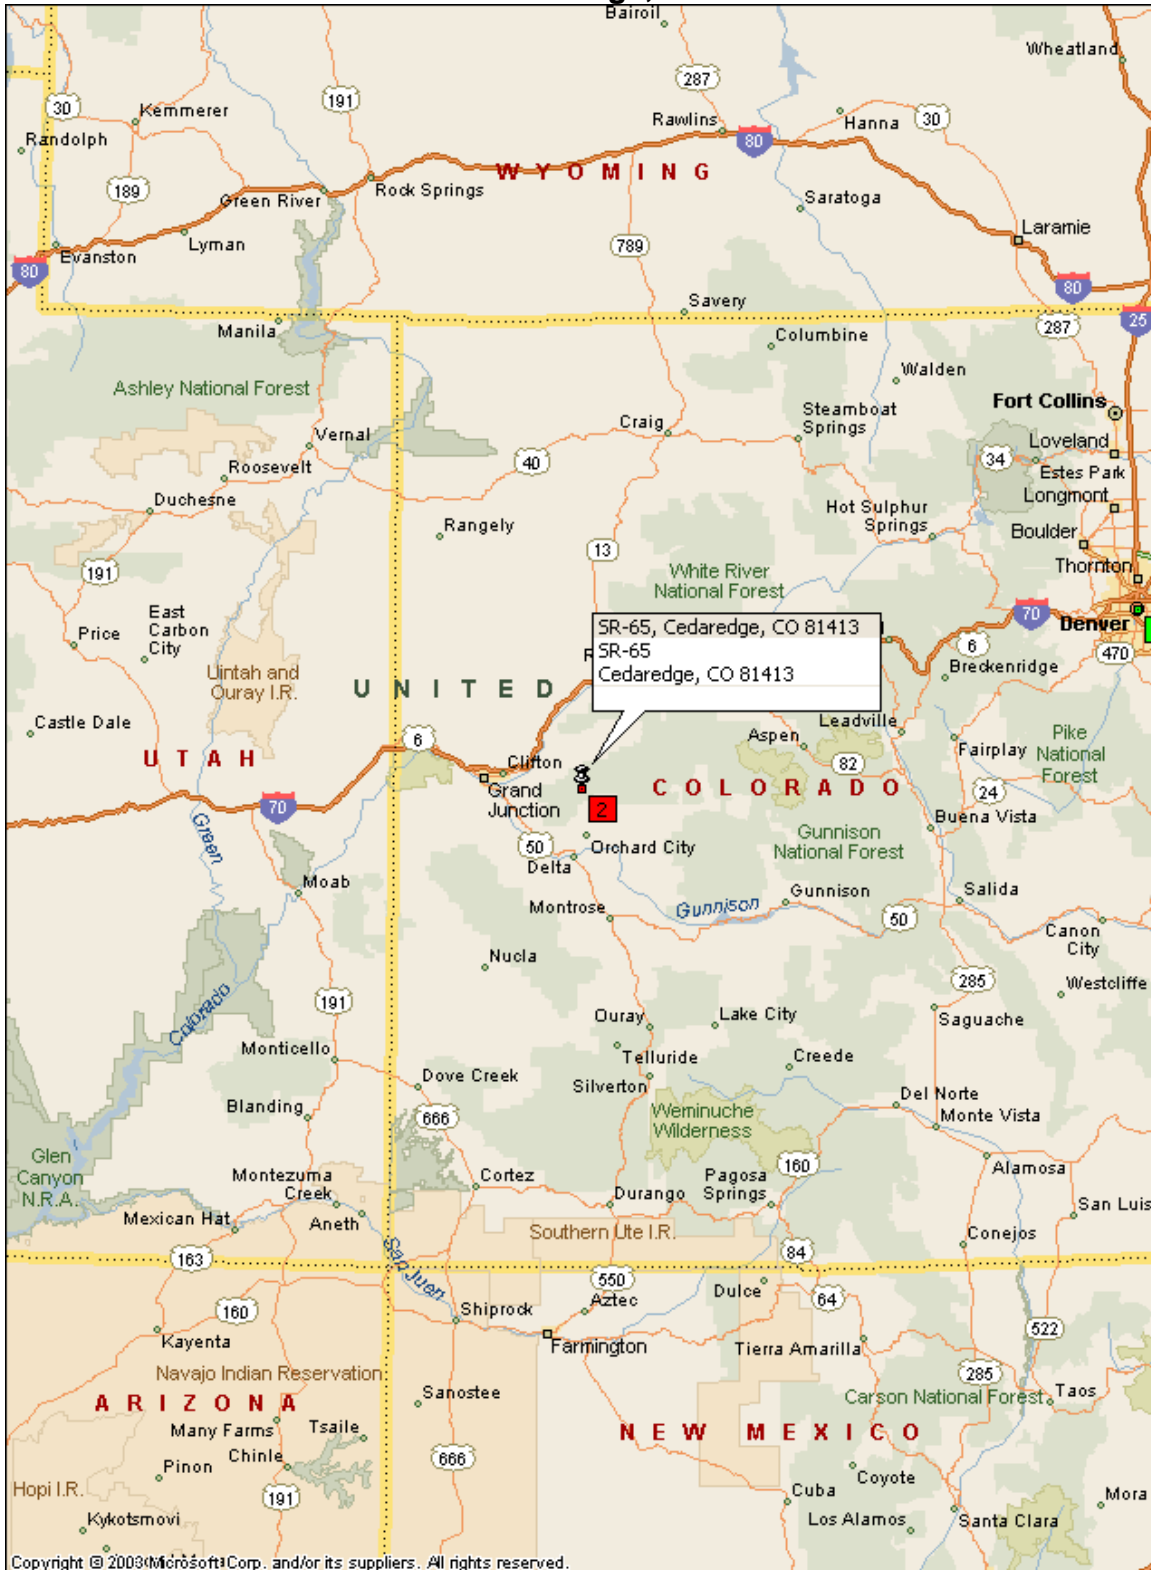 Bairoil
Wheatland
287
191
30
Kemmerer
Rawlins
Hanna
30
Randolph
80
WYOMING
189
Green River
Rock Springs
Saratoga
Lyman
Laramie
Evanston
789
80
80
Savery
Manila
287
25
Columbine
Ashley National Forest
Walden
Fort Collins
Craig
Steamboat
Springs
Vernal
Loveland
34
40
Roosevelt
Estes Park
Duchesne
Longmont
Hot Sulphur
Springs
Rangely
Boulder
13
Thornton
191
White River
National Forest
East
Carbon
City
70
Denver
SR-65, Cedaredge, CO 81413
SR-65
Cedaredge, CO 81413
Price
6
470
Breckenridge
Uintah and
Ouray I.R.
UNITED
Castle Dale
Leadville
6
Aspen
Fairplay
Pike
National
Forest
UTAH
Clifton
82
Grand
Junction
COLORADO
24
70
2
Buena Vista
Green
Gunnison
National Forest
50
Orchard City
Delta
Moab
Gunnison
Salida
Montrose
Gunnison
50
Canon
City
Nucla
285
Westcliffe
Colorado
191
Ouray
Lake City
Saguache
Monticello
Telluride
Creede
Dove Creek
Silverton
Del Norte
Blanding
666
Weminuche
Wilderness
Monte Vista
Glen
Canyon
N.R.A.
Montezuma
Creek
Cortez
Pagosa
Springs
160
Alamosa
Durango
San Luis
Mexican Hat
Aneth
Southern Ute I.R.
Conejos
163
San Juan
84
550
Dulce
160
Shiprock
Aztec
64
Kayenta
Farmington
Tierra Amarilla
522
Navajo Indian Reservation
285
Sanostee
Carson National Forest
Taos
ARIZONA
Many Farms
Tsaile
NEW MEXICO
Chinle
666
Pinon
Coyote
Hopi I.R.
191
Cuba
Mora
Kykotsmovi
Los Alamos
Santa Clara
Copyright © 2003 Microsoft Corp. and/or its suppliers. All rights reserved.